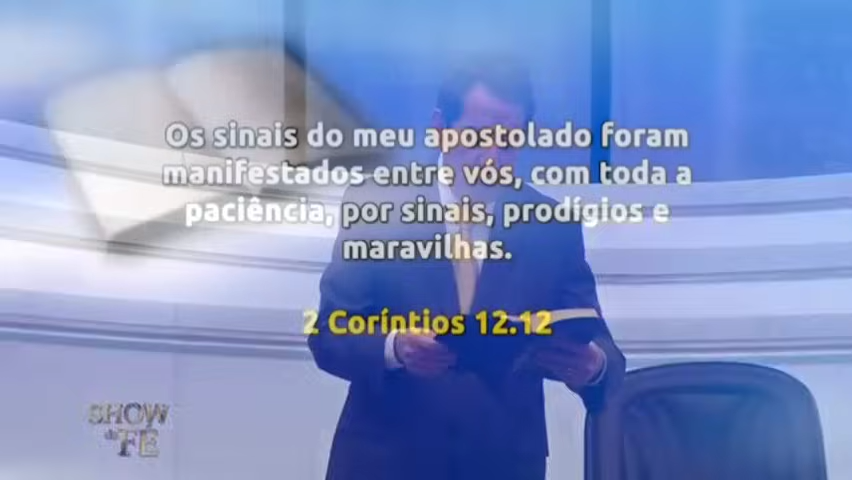 Os sinais do meu apostolado foram
manifestados entre vós, com toda a
paciência, por sinais, prodígios e
maravilhas.
2 Coríntios 12.12
SHOW
da FÉ